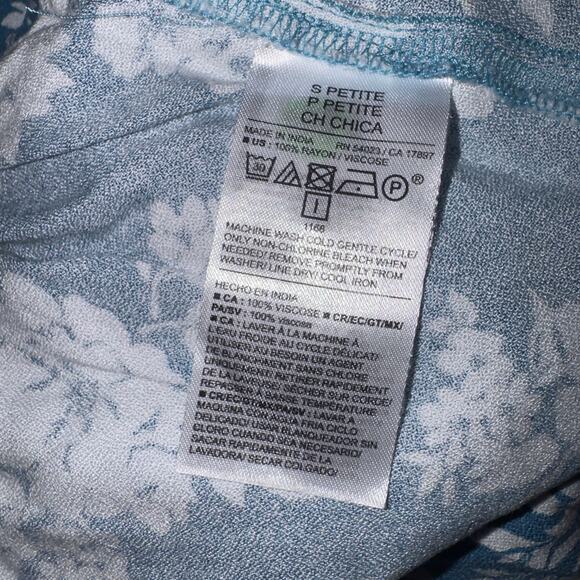 S PETITE
P PETITE
CH CHICA
MADE IN INDIA RN 54023 / CA 17897
■ US : 100% RAYON / VISCOSE
30 P ®
1166
MACHINE WASH COLD GENTLE CYCLE/
ONLY NON-CHLORINE BLEACH WHEN
NEEDED/ REMOVE PROMPTLY FROM
WASHER/ LINE DRY/ COOL IRON
HECHO EN INDIA
■ CA : 100% VISCOSE ■ CR/EC/GT/MX/
PA/SV : 100% viscosa
■ CA : LAVER À LA MACHINE À
L'EAU FROIDE AU CYCLE DÉLICAT/
UTILISER AU BESOIN UN AGENT
DE BLANCHIMENT SANS CHLORE
UNIQUEMENT/ RETIRER RAPIDEMENT
DE LA LAVEUSE/ SÉCHER SUR CORDE/
REPASSER À BASSE TEMPÉRATURE
■ CR/EC/GT/MX/PA/SV : LAVAR A
MAQUINA CON AGUA FRIA CICLO
DELICADO/ USAR BLANQUEADOR SIN
CLORO CUANDO SEA NECESARIO/
SACAR RAPIDAMENTE DE LA
LAVADORA/ SECAR COLGADO/